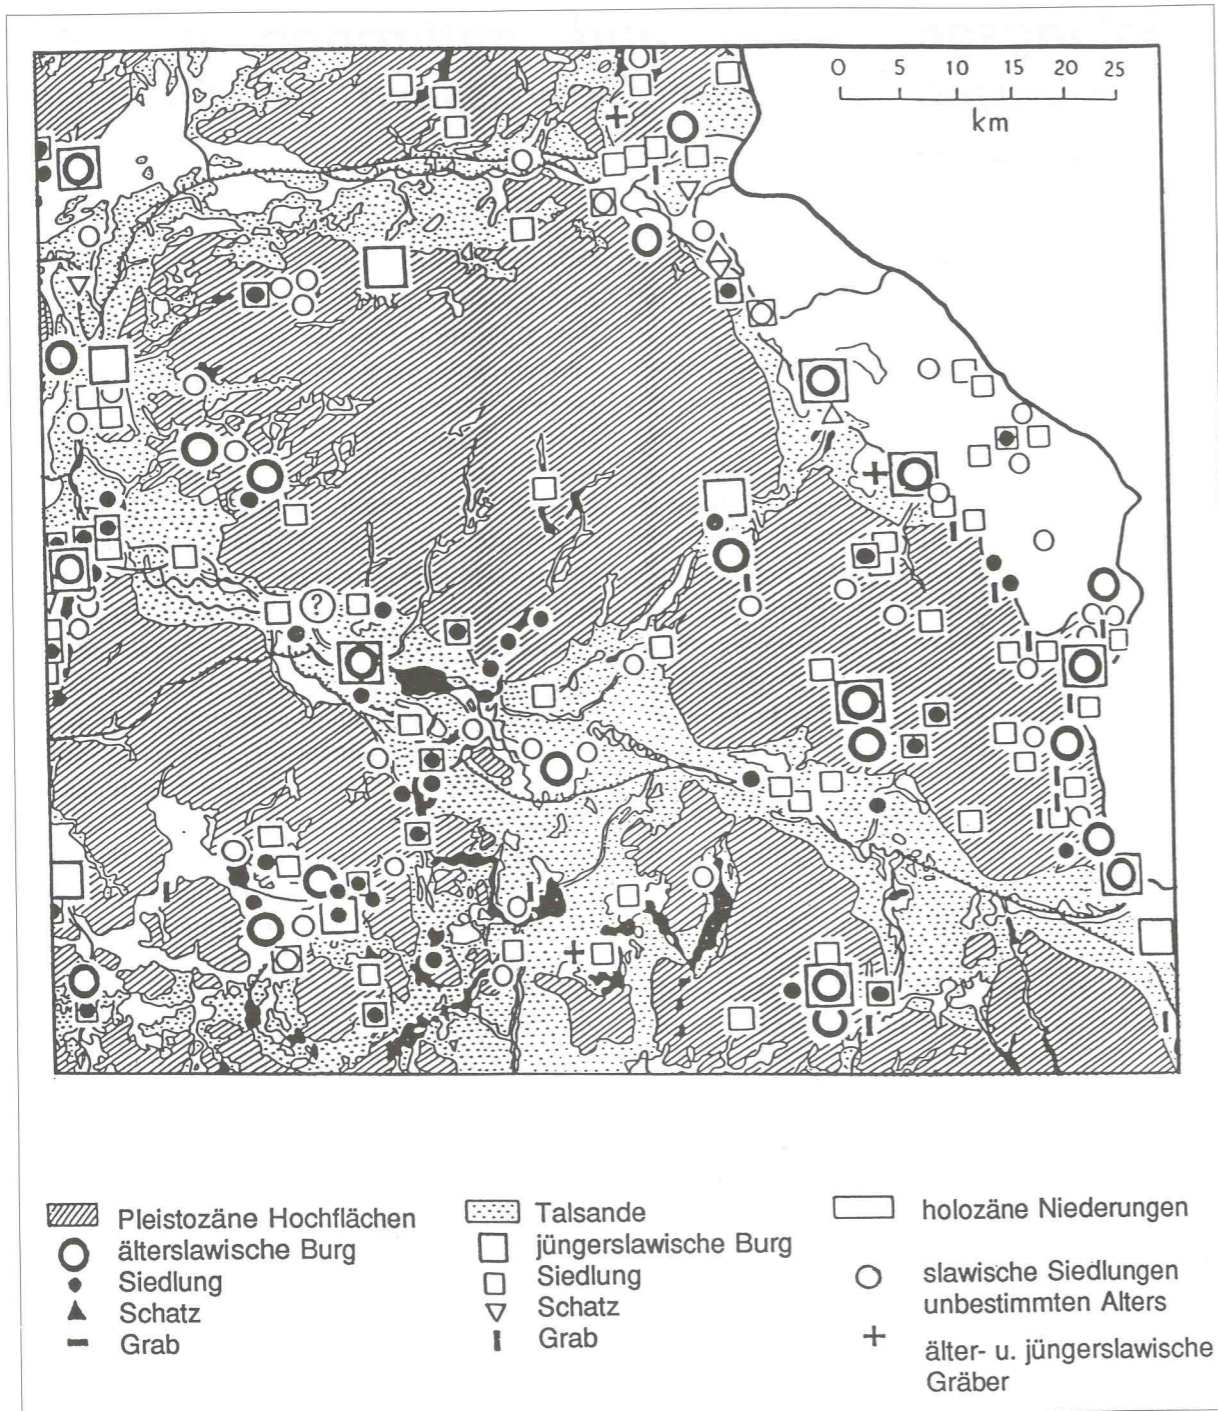 0 5 10 15 20 25
km
?
Pleistozäne Hochflächen
älterslawische Burg
Siedlung
Schatz
Grab
Talsande
jüngerslawische Burg
Siedlung
Schatz
Grab
holozäne Niederungen
slawische Siedlungen
unbestimmten Alters
älter- u. jüngerslawische
Gräber